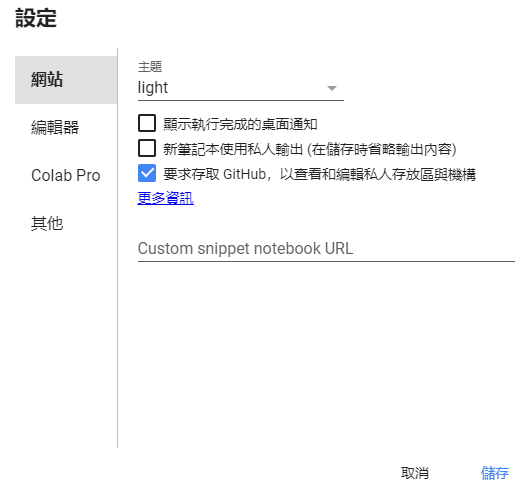 設定
網站
編輯器
Colab Pro
其他
主題
light
顯示執行完成的桌面通知
新筆記本使用私人輸出 (在儲存時省略輸出內容)
要求存取 GitHub，以查看和編輯私人存放區與機構
更多資訊
Custom snippet notebook URL
取消
儲存